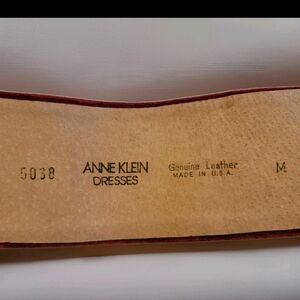 5038
ANNE KLEIN
DRESSES
Genuine Leather
MADE IN U.S.A.
M